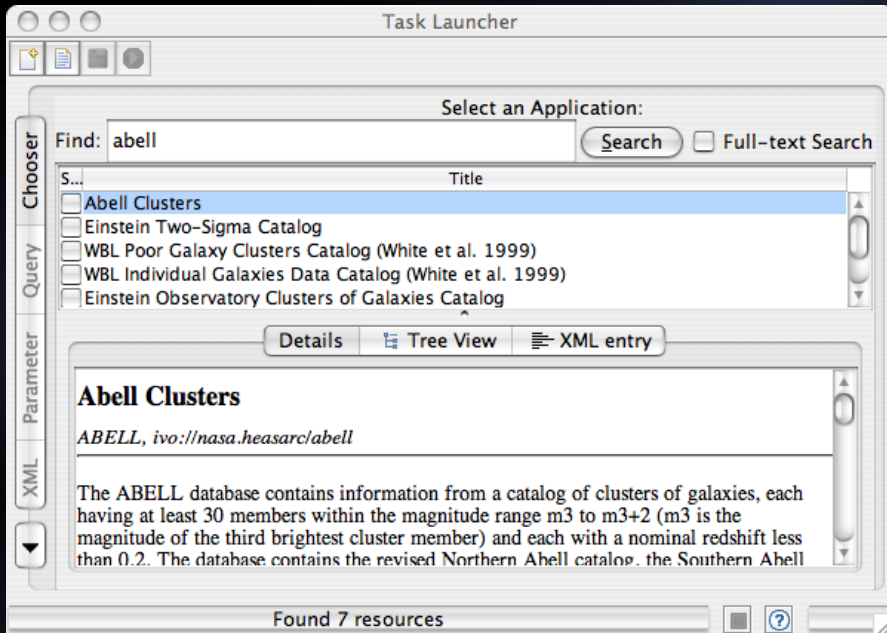 Task Launcher
Select an Application:
Find: abell Search Full-text Search
S... Title
Abell Clusters
Einstein Two-Sigma Catalog
WBL Poor Galaxy Clusters Catalog (White et al. 1999)
WBL Individual Galaxies Data Catalog (White et al. 1999)
Einstein Observatory Clusters of Galaxies Catalog
Chooser
Query
Parameter
XML
Details Tree View XML entry
Abell Clusters
ABELL, ivo://nasa.heasarc/abell
The ABELL database contains information from a catalog of clusters of galaxies, each
having at least 30 members within the magnitude range m3 to m3+2 (m3 is the
magnitude of the third brightest cluster member) and each with a nominal redshift less
than 0.2. The database contains the revised Northern Abell catalog, the Southern Abell
Found 7 resources